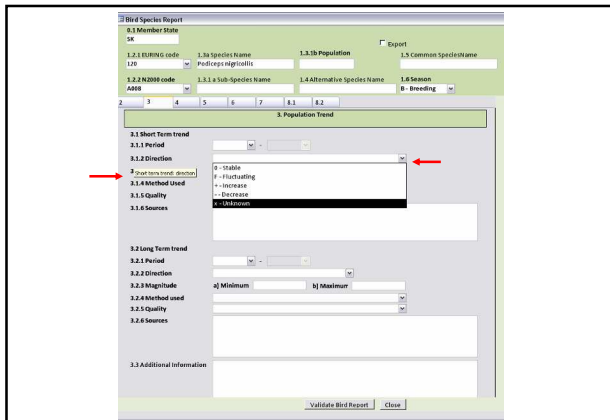 Bird Species Report
0.1 Member State
SK
Export
1.2.1 EURING code
1.3a Species Name
1.3.1b Population
1.5 Common SpeciesName
120
Podiceps nigricollis
1.2.2 N2000 code
1.3.1 a Sub-Species Name
1.4 Alternative Species Name
1.6 Season
A008
B - Breeding
2 3 4 5 6 7 8.1 8.2
3. Population Trend
3.1 Short Term trend
3.1.1 Period
-
3.1.2 Direction
3
Short term trend: direction
0 - Stable
F - Fluctuating
+ - Increase
- - Decrease
x - Unknown
3.1.4 Method Used
3.1.5 Quality
3.1.6 Sources
3.2 Long Term trend
3.2.1 Period
-
3.2.2 Direction
3.2.3 Magnitude
a) Minimum
b) Maximum
3.2.4 Method used
3.2.5 Quality
3.2.6 Sources
3.3 Additional Information
Validate Bird Report
Close